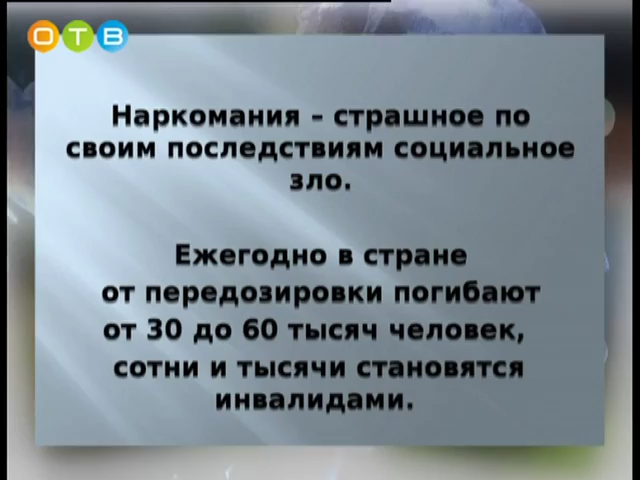 ОТВ
Наркомания – страшное по
своим последствиям социальное
зло.
Ежегодно в стране
от передозировки погибают
от 30 до 60 тысяч человек,
сотни и тысячи становятся
инвалидами.